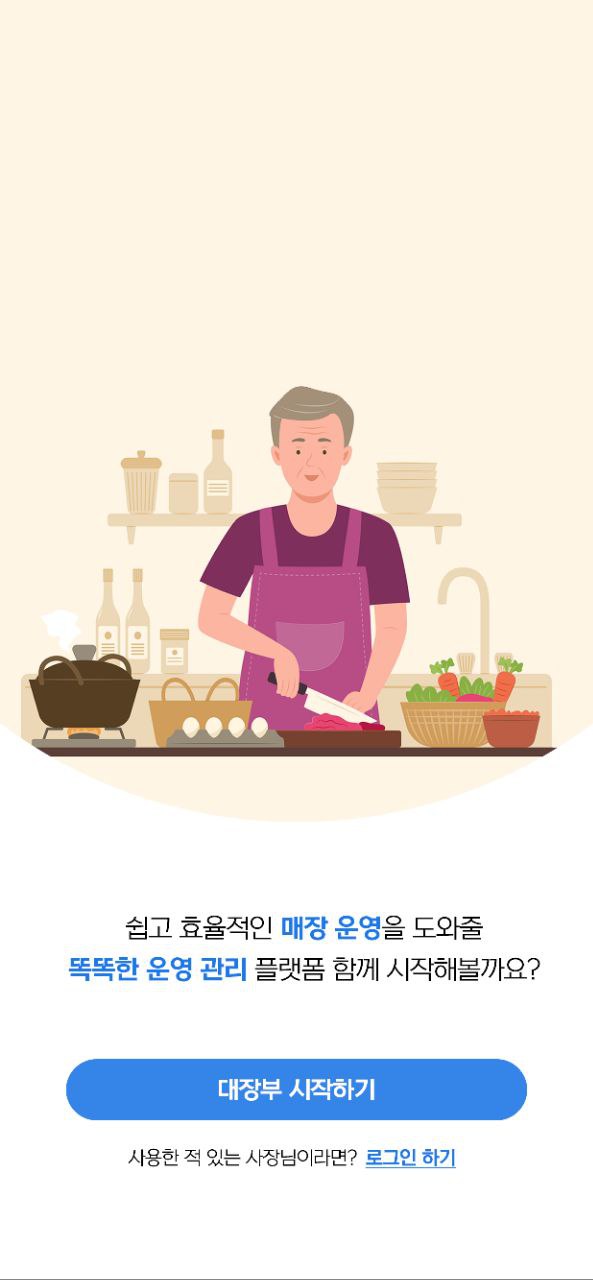 쉽고 효율적인 매장 운영을 도와줄
똑똑한 운영 관리 플랫폼 함께 시작해볼까요?
대장부 시작하기
사용한 적 있는 사장님이라면? 로그인 하기